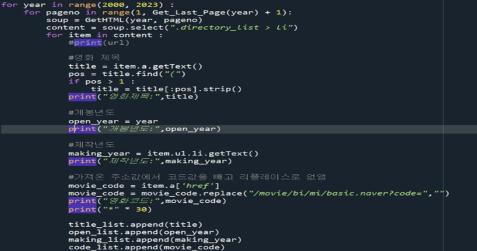 for year in range(2000, 2023) :
for pageno in range(1, Get_Last_Page(year) + 1):
soup = GetHTML(year, pageno)
content = soup.select(".directory_list > li")
for item in content :
#print(url)
#영화 제목
title = item.a.getText()
pos = title.find("(")
if pos > 1 :
title = title[:pos].strip()
print("영화제목:",title)
#개봉년도
open_year = year
print("개봉년도:",open_year)
#제작년도
making_year = item.ul.li.getText()
print("제작년도:",making_year)
#가져온 주소값에서 코드값을 빼고 리플레이스로 없앰
movie_code = item.a['href']
movie_code = movie_code.replace("/movie/bi/mi/basic.naver?code=","")
print("영화코드:",movie_code)
print("*" * 30)
title_list.append(title)
open_list.append(open_year)
making_list.append(making_year)
code_list.append(movie_code)